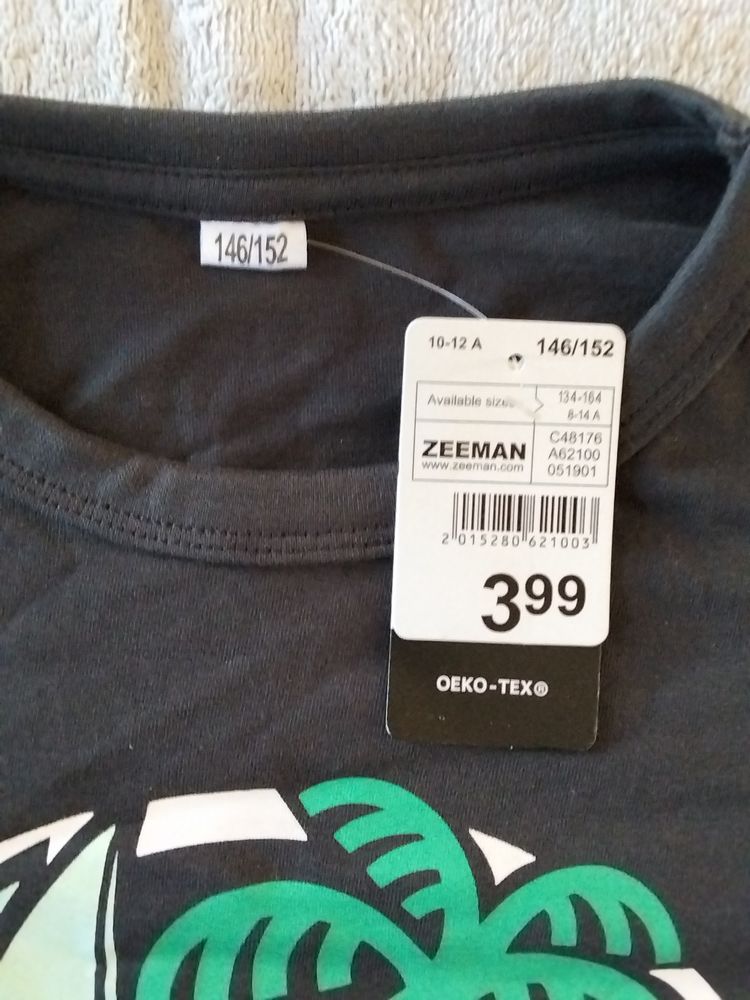 146/152
10-12 A 146/152
Available sizes 134-164
8-14 A
ZEEMAN
www.zeeman.com
C48176
A62100
051901
2 015280 621003
3.99
OEKO-TEX®